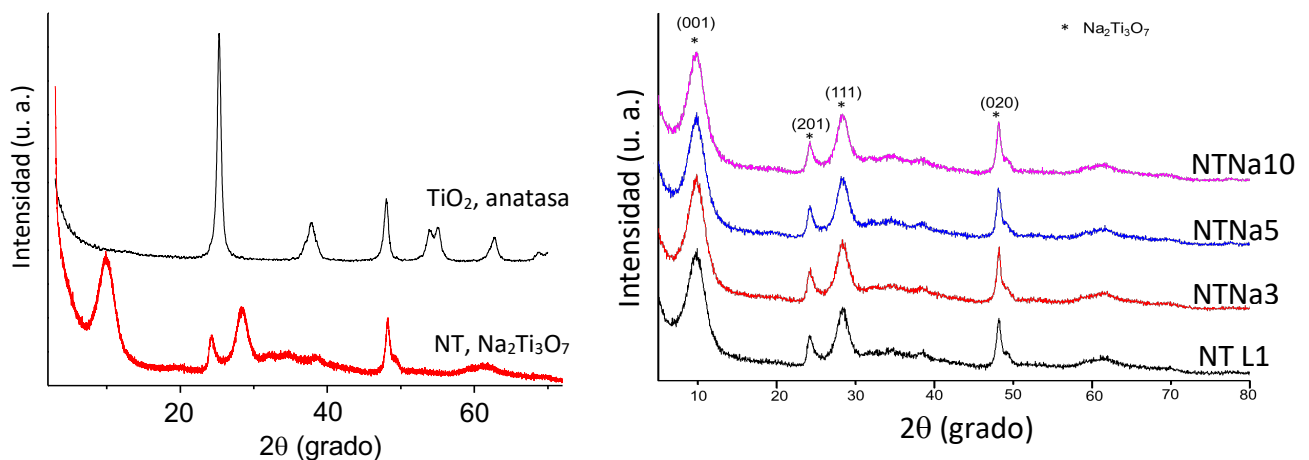 Intensidad (u. a.)
TiO₂, anatasa
NT, Na₂Ti₃O₇
20
40
60
2θ (grado)
Intensidad (u. a.)
* Na₂Ti₃O₇
(001)
*
(201)
*
(111)
*
(020)
*
NTNa10
NTNa5
NTNa3
NT L1
10
20
30
40
50
60
70
80
2θ (grado)